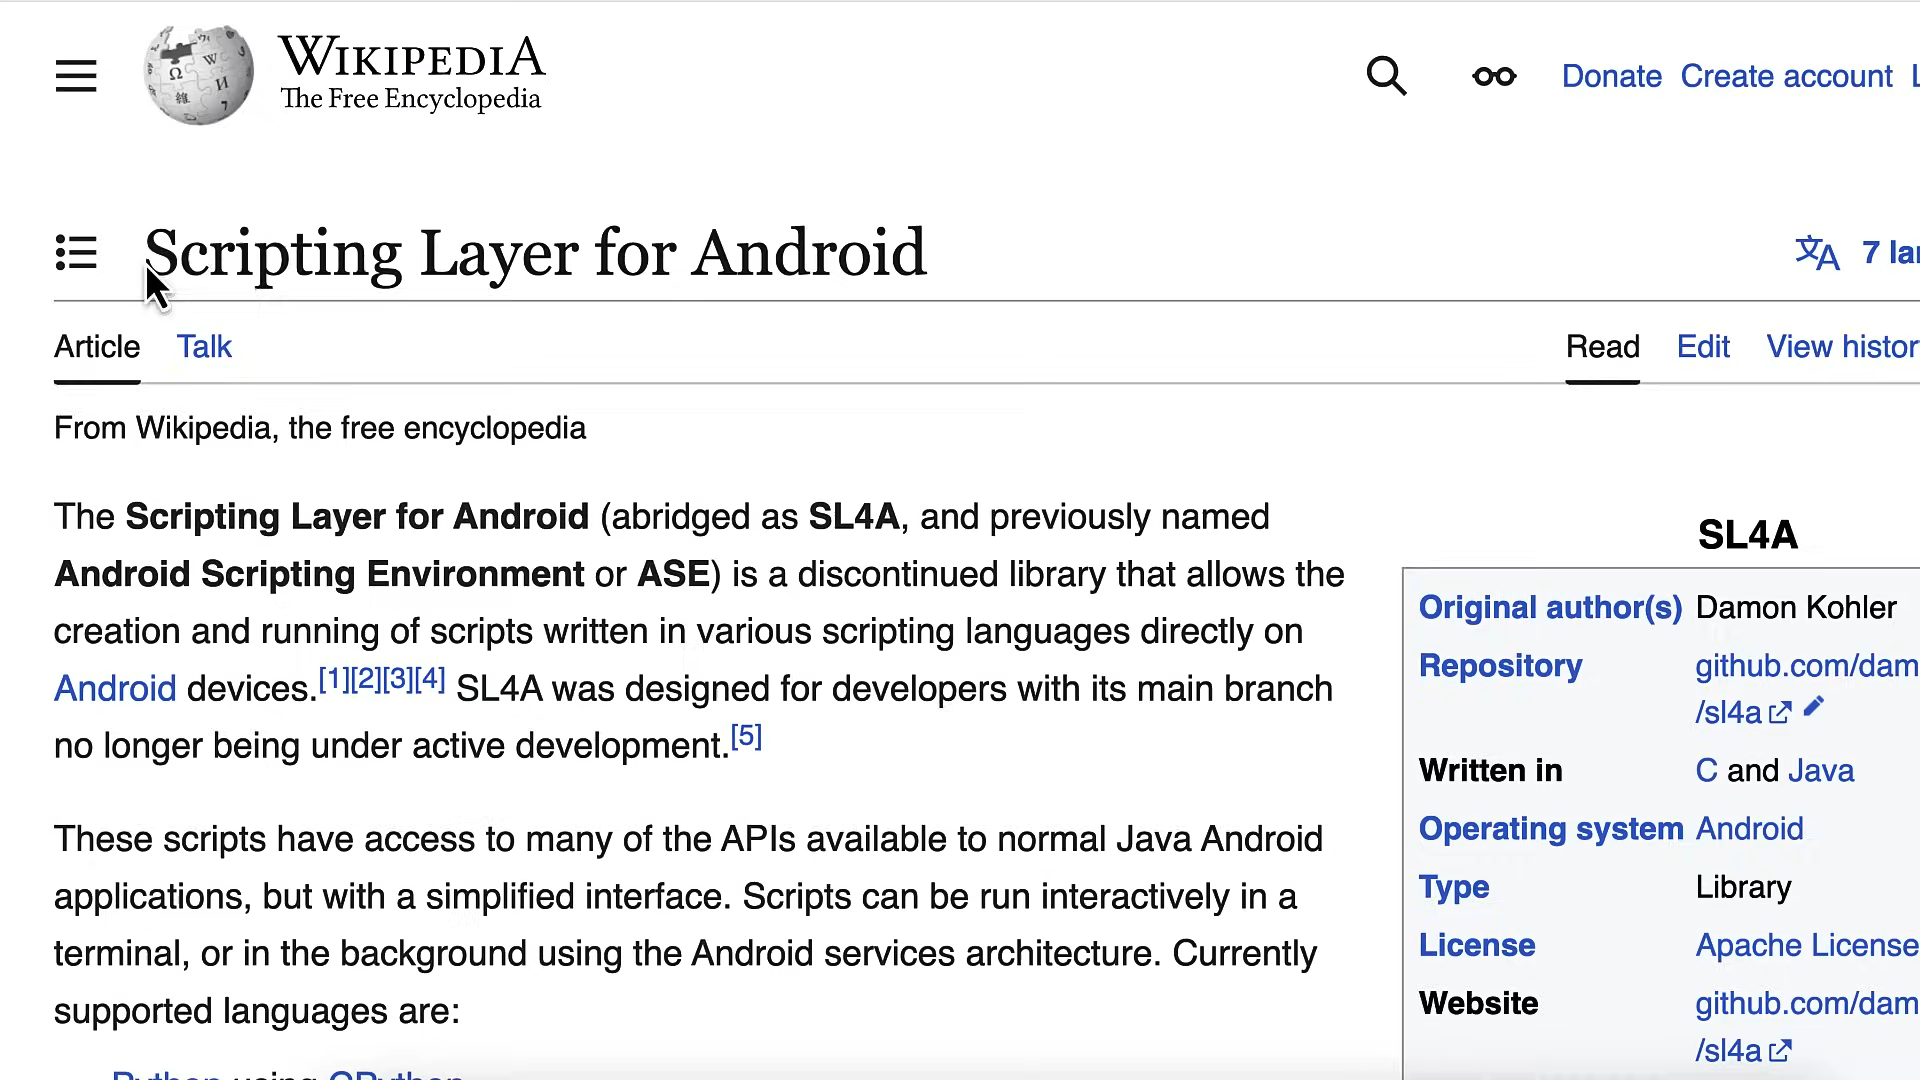 WIKIPEDIA
The Free Encyclopedia
Donate Create account
Scripting Layer for Android
7
Article Talk
Read Edit View
From Wikipedia, the free encyclopedia
The Scripting Layer for Android (abridged as SL4A, and previously named
Android Scripting Environment or ASE) is a discontinued library that allows the
creation and running of scripts written in various scripting languages directly on
Android devices.[1][2][3][4] SL4A was designed for developers with its main branch
no longer being under active development.[5]
These scripts have access to many of the APIs available to normal Java Android
applications, but with a simplified interface. Scripts can be run interactively in a
terminal, or in the background using the Android services architecture. Currently
supported languages are:
Python using QPython
SL4A
Original author(s) Damon Kohler
Repository github.com/dam
/sl4a
Written in C and Java
Operating system Android
Type Library
License Apache License
Website github.com/dam
/sl4a